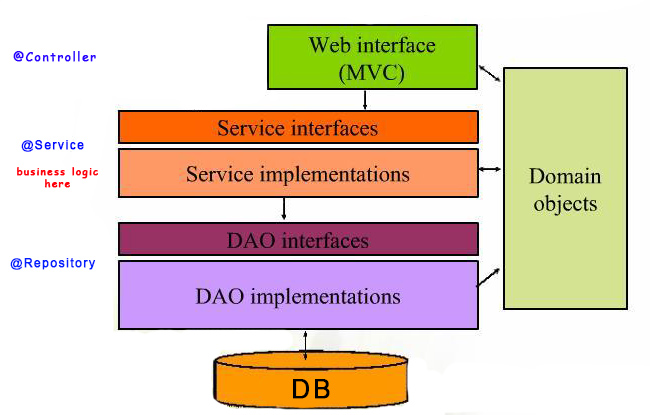 @Controller
Web interface
(MVC)
Service interfaces
@Service
business logic
here
Service implementations
Domain
objects
DAO interfaces
@Repository
DAO implementations
DB